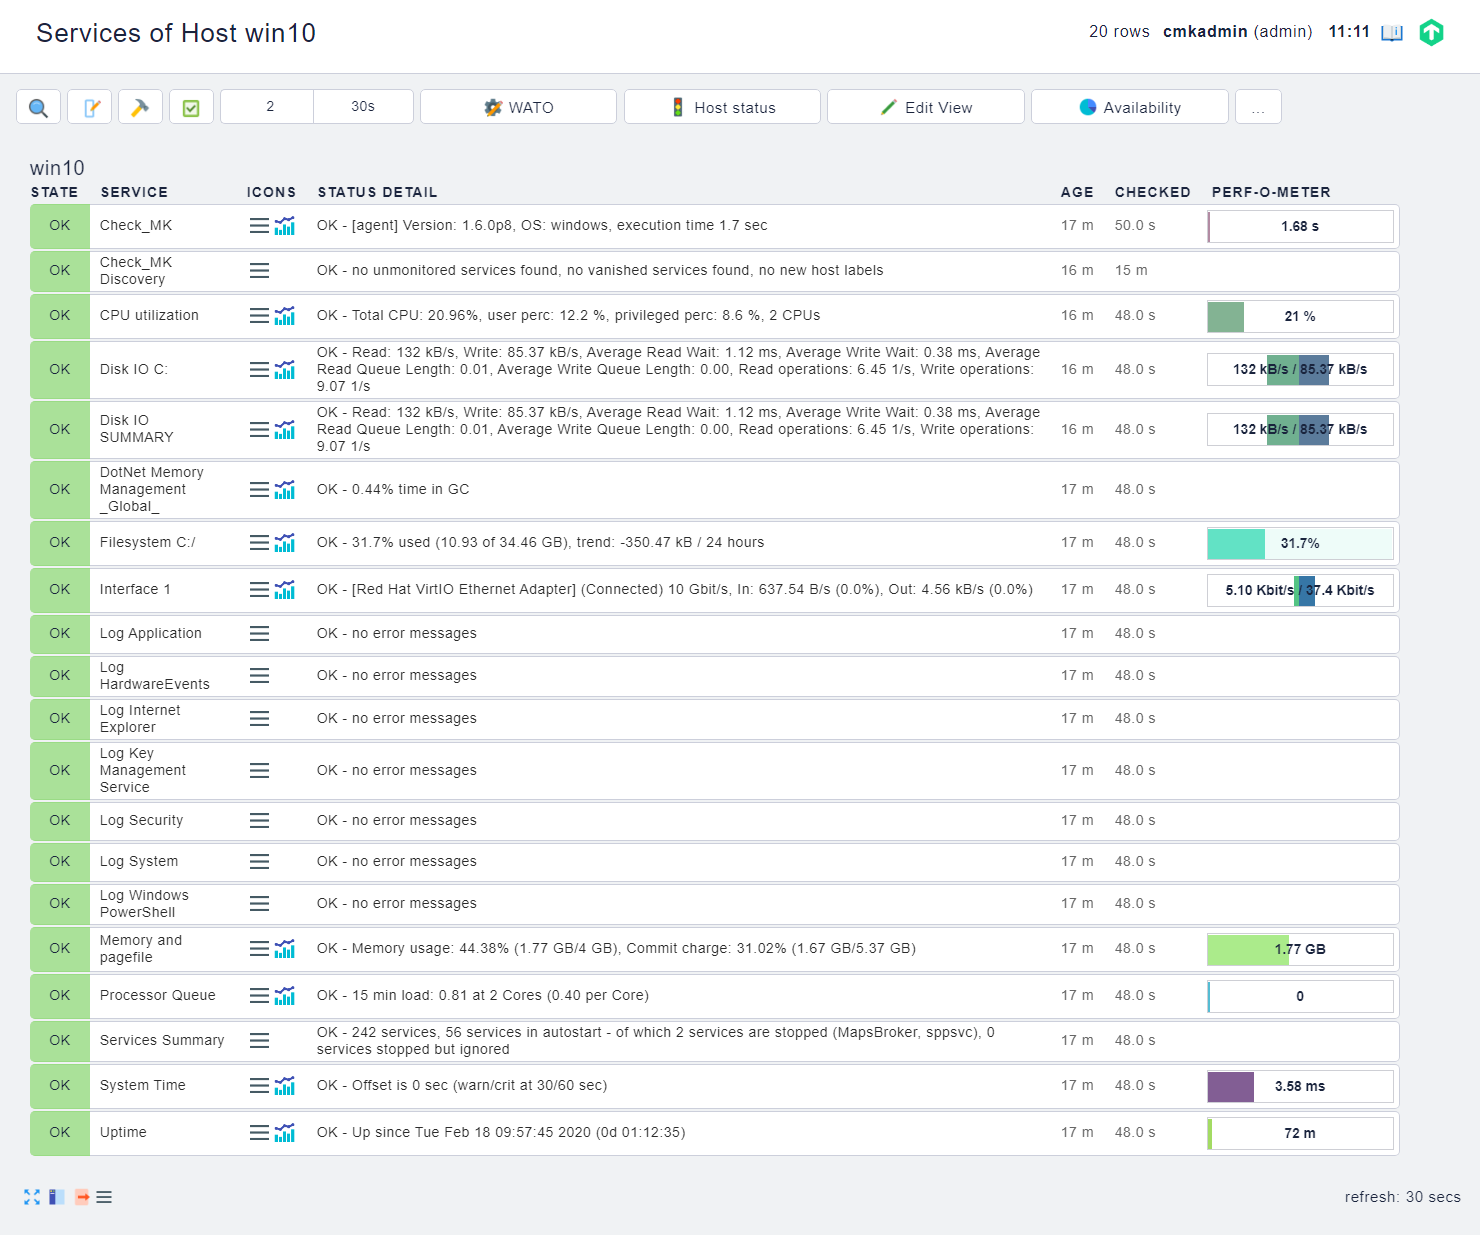 Services of Host win10
20 rows cmkadmin (admin) 11:11
2 30s WATO Host status Edit View Availability ...
win10
STATE SERVICE ICONS STATUS DETAIL AGE CHECKED PERF-O-METER
OK Check_MK OK - [agent] Version: 1.6.0p8, OS: windows, execution time 1.7 sec 17 m 50.0 s 1.68 s
OK Check_MK
Discovery OK - no unmonitored services found, no vanished services found, no new host labels 16 m 15 m
OK CPU utilization OK - Total CPU: 20.96%, user perc: 12.2 %, privileged perc: 8.6 %, 2 CPUs 16 m 48.0 s 21 %
OK Disk IO C: OK - Read: 132 kB/s, Write: 85.37 kB/s, Average Read Wait: 1.12 ms, Average Write Wait: 0.38 ms, Average
Read Queue Length: 0.01, Average Write Queue Length: 0.00, Read operations: 6.45 1/s, Write operations:
9.07 1/s 16 m 48.0 s 132 kB/s / 85.37 kB/s
OK Disk IO
SUMMARY OK - Read: 132 kB/s, Write: 85.37 kB/s, Average Read Wait: 1.12 ms, Average Write Wait: 0.38 ms, Average
Read Queue Length: 0.01, Average Write Queue Length: 0.00, Read operations: 6.45 1/s, Write operations:
9.07 1/s 16 m 48.0 s 132 kB/s / 85.37 kB/s
OK DotNet Memory
Management
_Global_ OK - 0.44% time in GC 17 m 48.0 s
OK Filesystem C:/ OK - 31.7% used (10.93 of 34.46 GB), trend: -350.47 kB / 24 hours 17 m 48.0 s 31.7%
OK Interface 1 OK - [Red Hat VirtIO Ethernet Adapter] (Connected) 10 Gbit/s, In: 637.54 B/s (0.0%), Out: 4.56 kB/s (0.0%) 17 m 48.0 s 5.10 Kbit/s / 37.4 Kbit/s
OK Log Application OK - no error messages 17 m 48.0 s
OK Log
HardwareEvents OK - no error messages 17 m 48.0 s
OK Log Internet
Explorer OK - no error messages 17 m 48.0 s
OK Log Key
Management
Service OK - no error messages 17 m 48.0 s
OK Log Security OK - no error messages 17 m 48.0 s
OK Log System OK - no error messages 17 m 48.0 s
OK Log Windows
PowerShell OK - no error messages 17 m 48.0 s
OK Memory and
pagefile OK - Memory usage: 44.38% (1.77 GB/4 GB), Commit charge: 31.02% (1.67 GB/5.37 GB) 17 m 48.0 s 1.77 GB
OK Processor Queue OK - 15 min load: 0.81 at 2 Cores (0.40 per Core) 17 m 48.0 s 0
OK Services Summary OK - 242 services, 56 services in autostart - of which 2 services are stopped (MapsBroker, sppsvc), 0
services stopped but ignored 17 m 48.0 s
OK System Time OK - Offset is 0 sec (warn/crit at 30/60 sec) 17 m 48.0 s 3.58 ms
OK Uptime OK - Up since Tue Feb 18 09:57:45 2020 (0d 01:12:35) 17 m 48.0 s 72 m
refresh: 30 secs